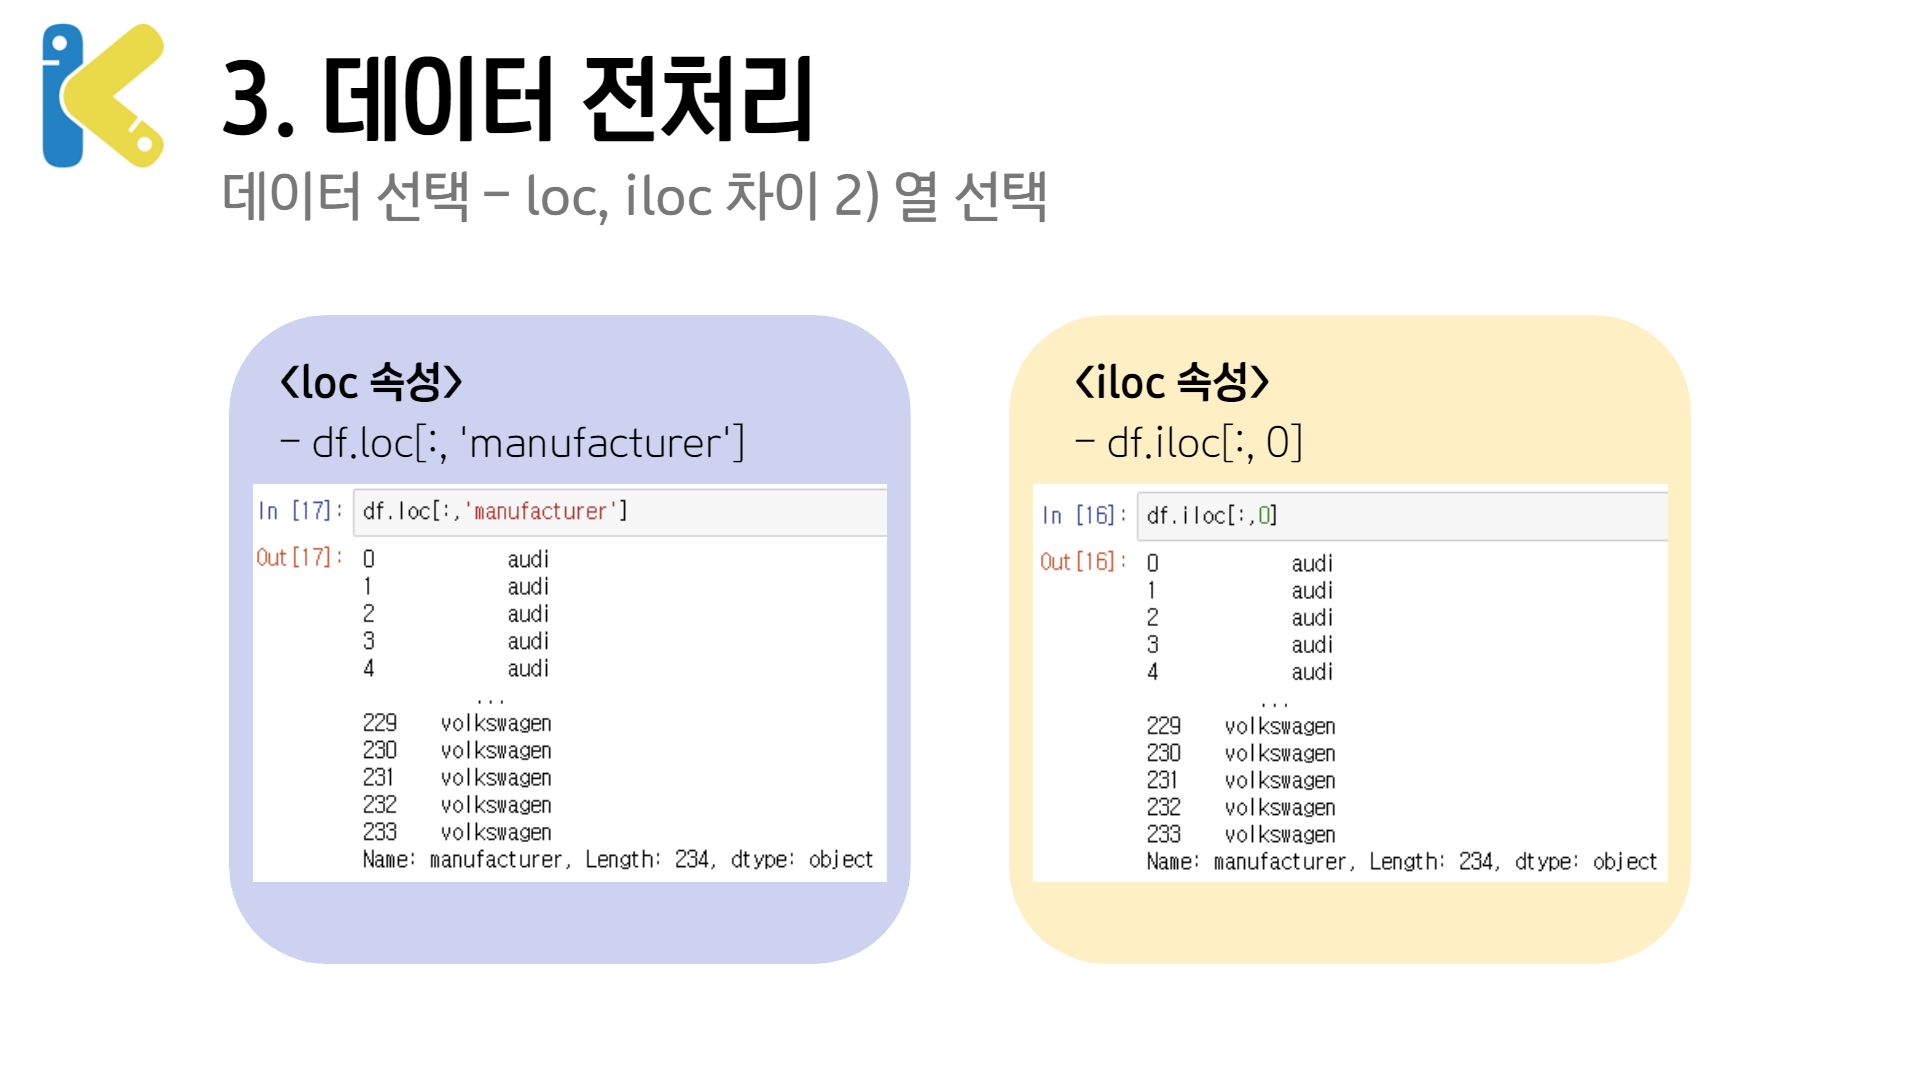 3. 데이터 전처리
데이터 선택 – loc, iloc 차이 2) 열 선택
<loc 속성>
– df.loc[:, 'manufacturer']
In [17]: df.loc[:,'manufacturer']
Out[17]: 0 audi
1 audi
2 audi
3 audi
4 audi
...
229 volkswagen
230 volkswagen
231 volkswagen
232 volkswagen
233 volkswagen
Name: manufacturer, Length: 234, dtype: object
<iloc 속성>
– df.iloc[:, 0]
In [16]: df.iloc[:,0]
Out[16]: 0 audi
1 audi
2 audi
3 audi
4 audi
...
229 volkswagen
230 volkswagen
231 volkswagen
232 volkswagen
233 volkswagen
Name: manufacturer, Length: 234, dtype: object